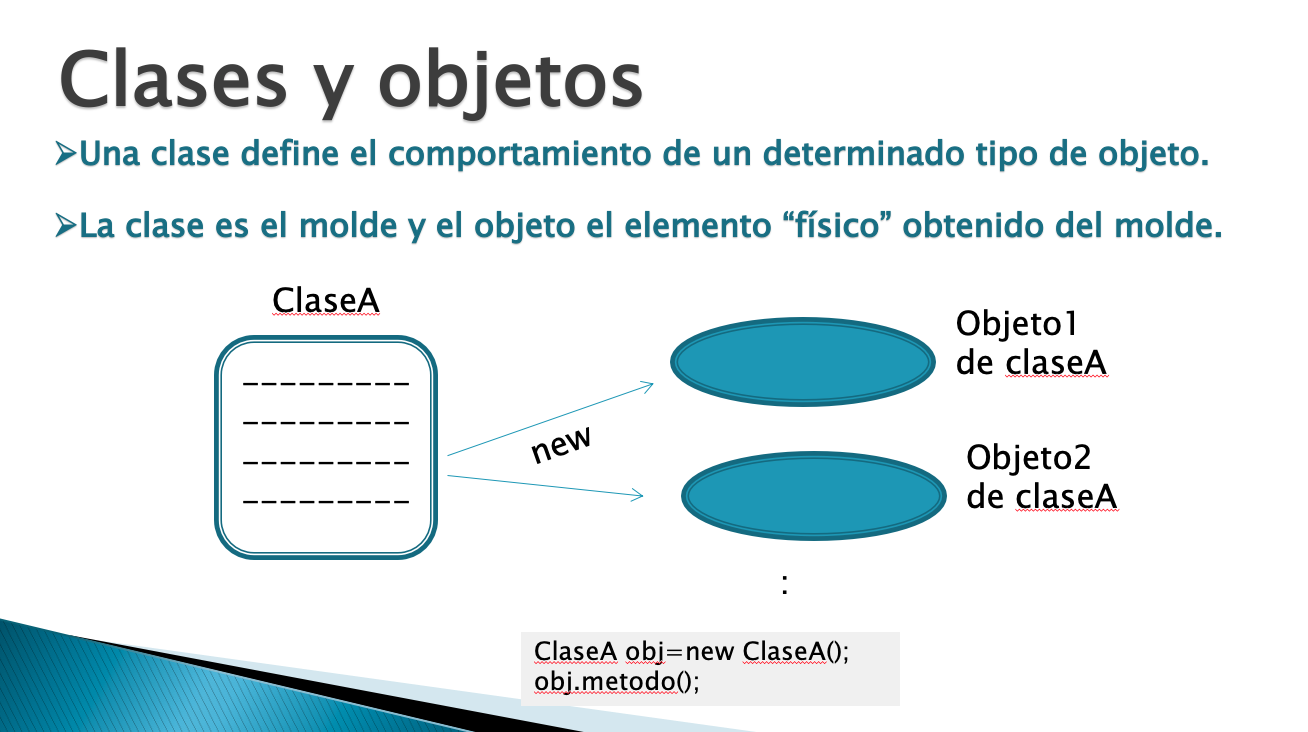 Clases y objetos
➢Una clase define el comportamiento de un determinado tipo de objeto.
➢La clase es el molde y el objeto el elemento “físico” obtenido del molde.
ClaseA
---------
---------
---------
---------
new
Objeto1
de claseA
Objeto2
de claseA
:
ClaseA obj=new ClaseA();
obj.metodo();